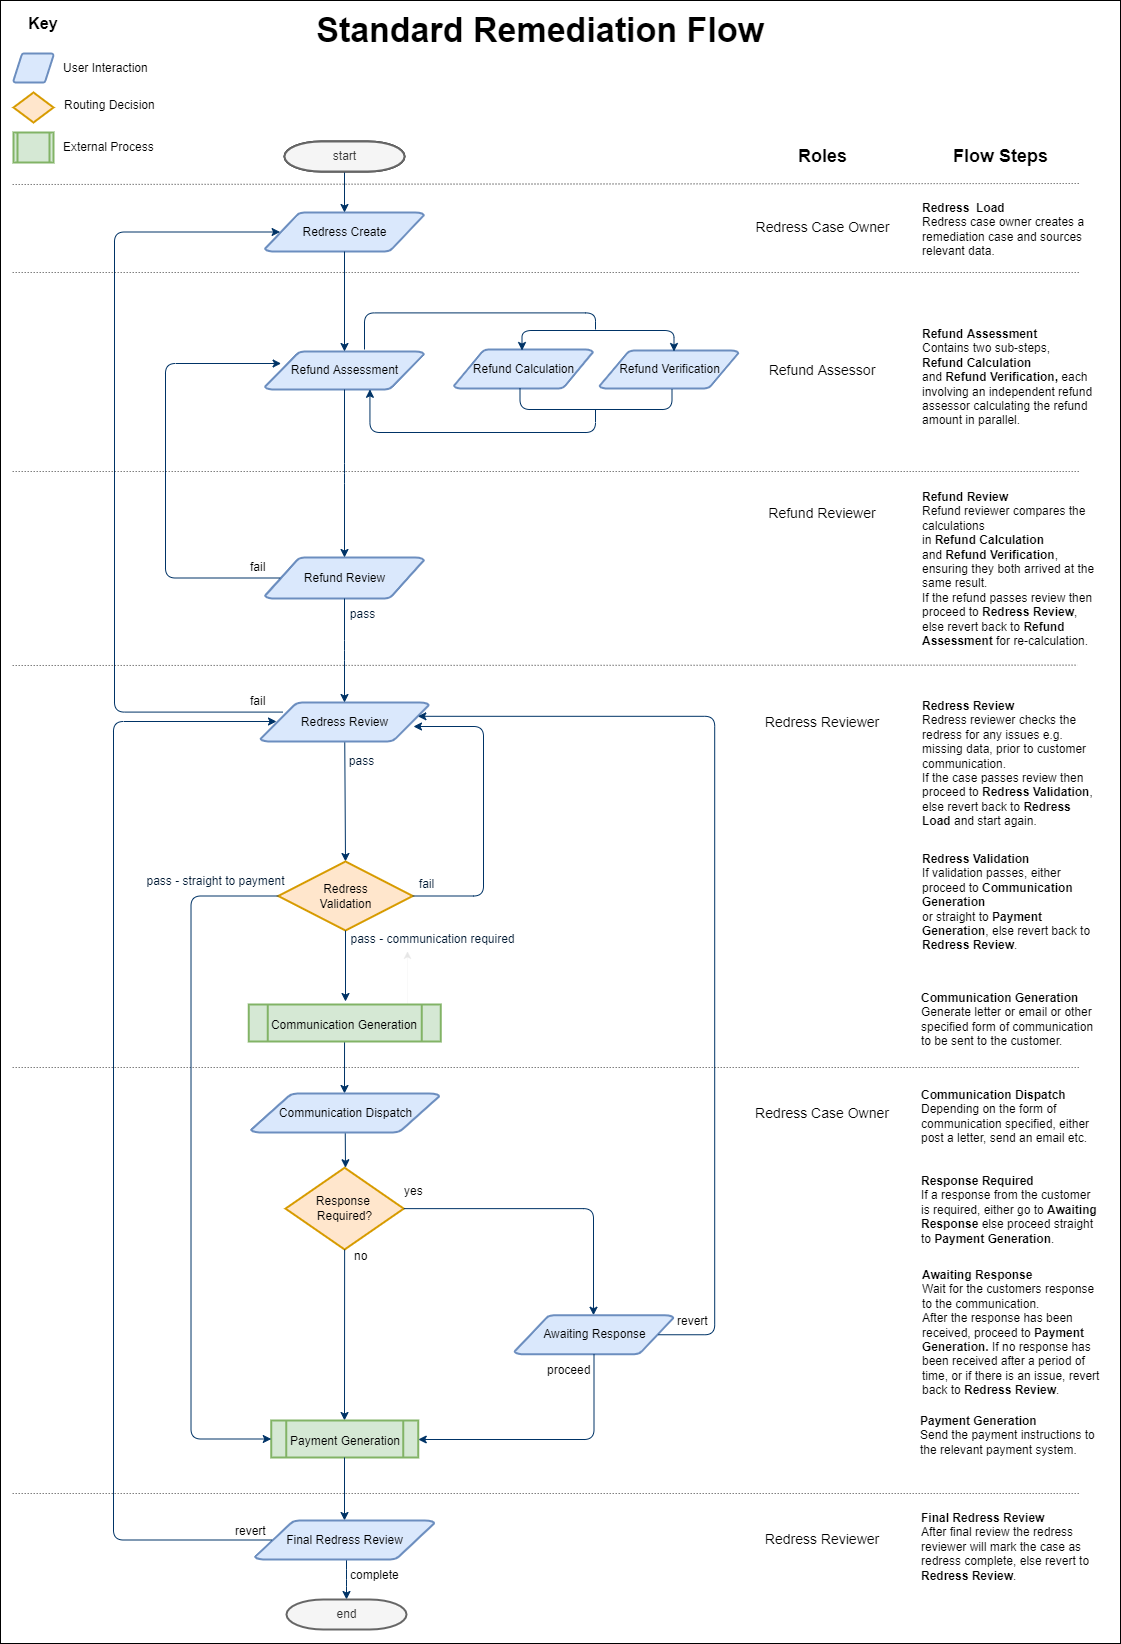 Key
Standard Remediation Flow
User Interaction
Routing Decision
External Process
start
Roles
Flow Steps
Redress Create
Redress Case Owner
Redress  Load
Redress case owner creates a
remediation case and sources
relevant data.
Refund Assessment
Refund Calculation
Refund Verification
Refund Assessor
Refund Assessment
Contains two sub-steps,
Refund Calculation
and Refund Verification, each
involving an independent refund
assessor calculating the refund
amount in parallel.
Refund Reviewer
Refund Review
Refund reviewer compares the
calculations
in Refund Calculation
and Refund Verification,
ensuring they both arrived at the
same result.
If the refund passes review then
proceed to Redress Review,
else revert back to Refund
Assessment for re-calculation.
fail
Refund Review
pass
fail
Redress Review
pass
Redress Reviewer
Redress Review
Redress reviewer checks the
redress for any issues e.g.
missing data, prior to customer
communication.
If the case passes review then
proceed to Redress Validation,
else revert back to Redress
Load and start again.
pass - straight to payment
Redress
Validation
fail
pass - communication required
Redress Validation
If validation passes, either
proceed to Communication
Generation
or straight to Payment
Generation, else revert back to
Redress Review.
Communication Generation
Communication Generation
Generate letter or email or other
specified form of communication
to be sent to the customer.
Communication Dispatch
Redress Case Owner
Communication Dispatch
Depending on the form of
communication specified, either
post a letter, send an email etc.
Response
Required?
yes
no
Response Required
If a response from the customer
is required, either go to Awaiting
Response else proceed straight
to Payment Generation.
Awaiting Response
revert
proceed
Awaiting Response
Wait for the customers response
to the communication.
After the response has been
received, proceed to Payment
Generation. If no response has
been received after a period of
time, or if there is an issue, revert
back to Redress Review.
Payment Generation
Payment Generation
Send the payment instructions to
the relevant payment system.
revert
Final Redress Review
complete
Redress Reviewer
Final Redress Review
After final review the redress
reviewer will mark the case as
redress complete, else revert to
Redress Review.
end